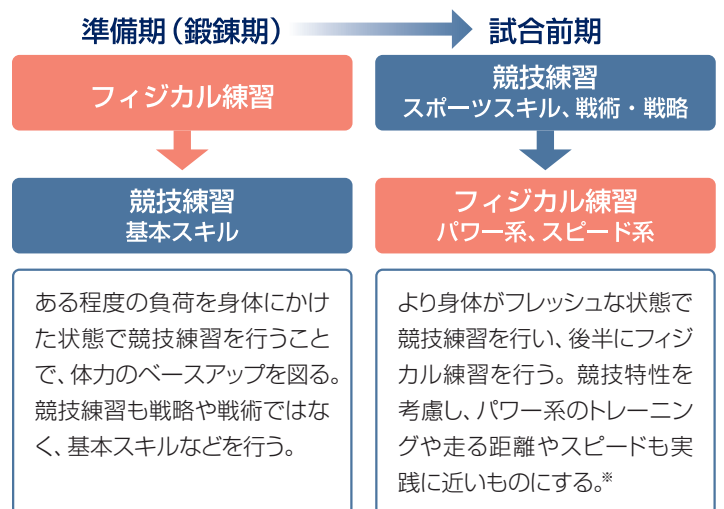 準備期（鍛錬期）
試合前期
フィジカル練習
競技練習
基本スキル
ある程度の負荷を身体にかけ
た状態で競技練習を行うこと
で、体力のベースアップを図る。
競技練習も戦略や戦術ではな
く、基本スキルなどを行う。
競技練習
スポーツスキル、戦術・戦略
フィジカル練習
パワー系、スピード系
より身体がフレッシュな状態で
競技練習を行い、後半にフィジ
カル練習を行う。競技特性を
考慮し、パワー系のトレーニン
グや走る距離やスピードも実
践に近いものにする。※